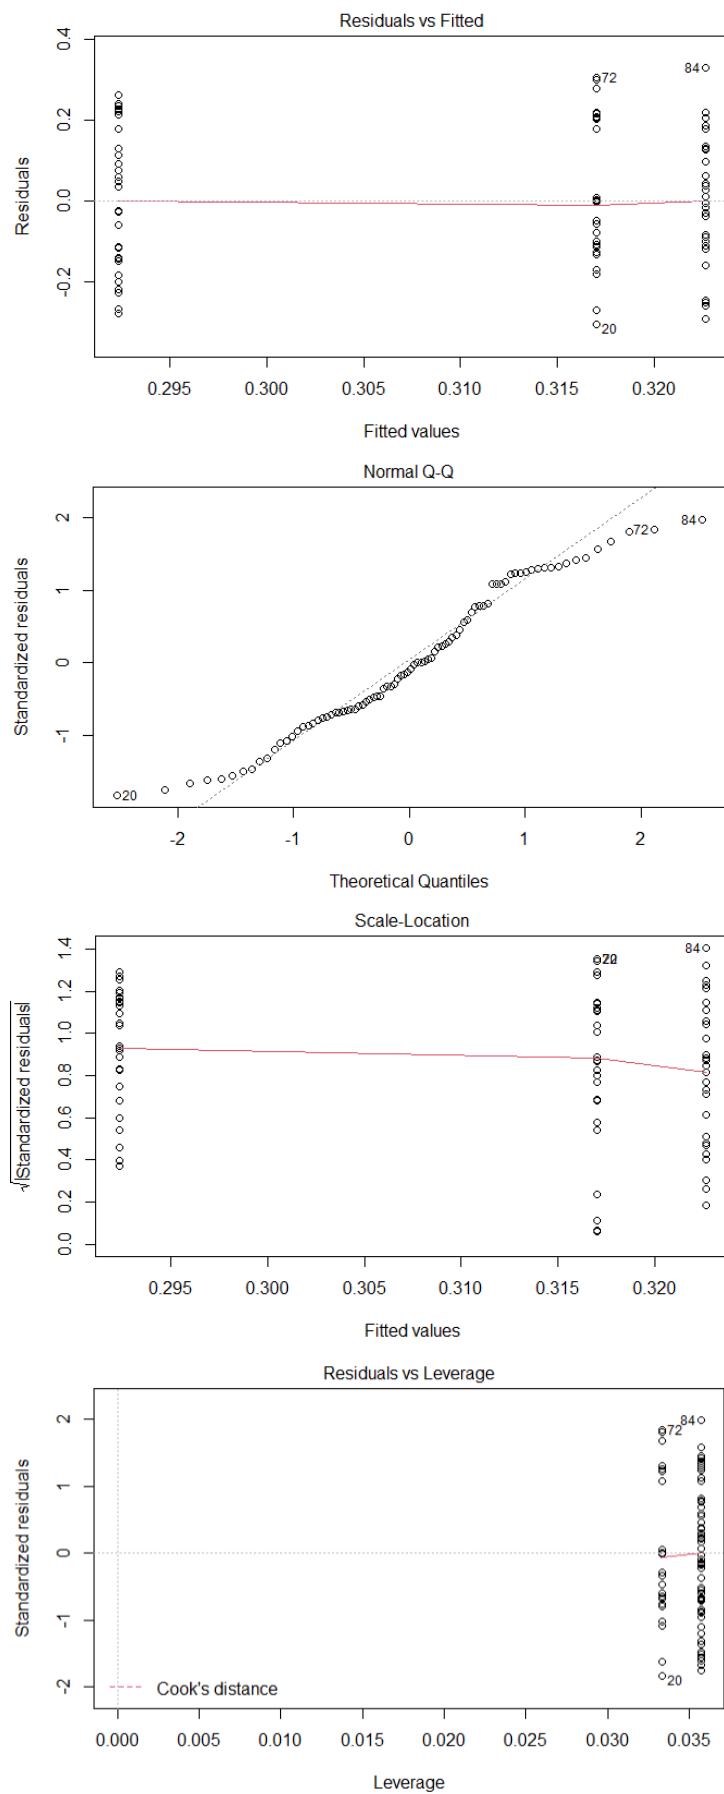 Residuals vs Fitted
0.4
0.2
0.0
-0.2
Residuals
72
84
20
0.295 0.300 0.305 0.310 0.315 0.320
Fitted values
Normal Q-Q
2
1
0
-1
Standardized residuals
72
84
20
-2 -1 0 1 2
Theoretical Quantiles
Scale-Location
1.4
1.2
1.0
0.8
0.6
0.4
0.2
0.0
√|Standardized residuals|
84
0.295 0.300 0.305 0.310 0.315 0.320
Fitted values
Residuals vs Leverage
2
1
0
-1
-2
Standardized residuals
72
84
20
Cook's distance
0.000 0.005 0.010 0.015 0.020 0.025 0.030 0.035
Leverage